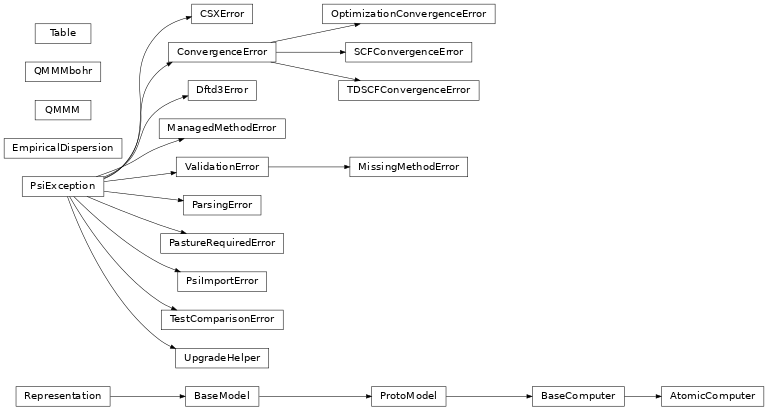 CSXError
OptimizationConvergenceError
Table
ConvergenceError
SCFConvergenceError
QMMMbohr
Dftd3Error
TDSCFConvergenceError
QMMM
ManagedMethodError
EmpiricalDispersion
ValidationError
MissingMethodError
PsiException
ParsingError
PastureRequiredError
PsiImportError
TestComparisonError
UpgradeHelper
Representation
BaseModel
ProtoModel
BaseComputer
AtomicComputer